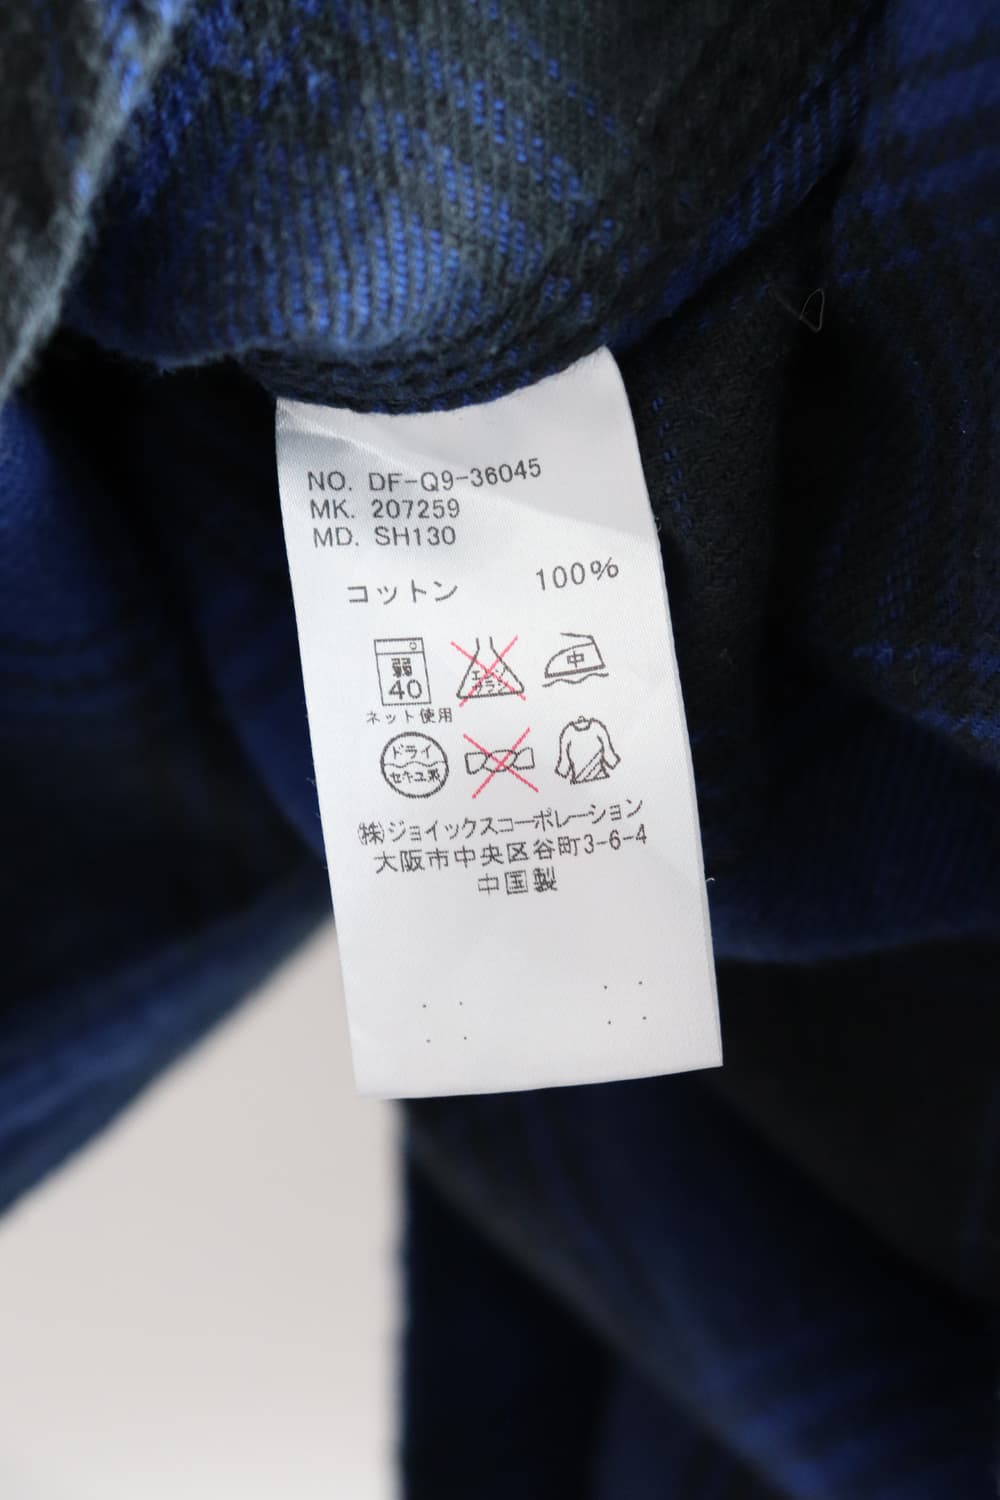 NO. DF-Q9-36045
MK. 207259
MD. SH130
コットン 100%
弱
40
エンソ
サラシ
中
ネット使用
ドライ
セキユ系
(株)ジョイックスコーポレーション
大阪市中央区谷町3-6-4
中国製